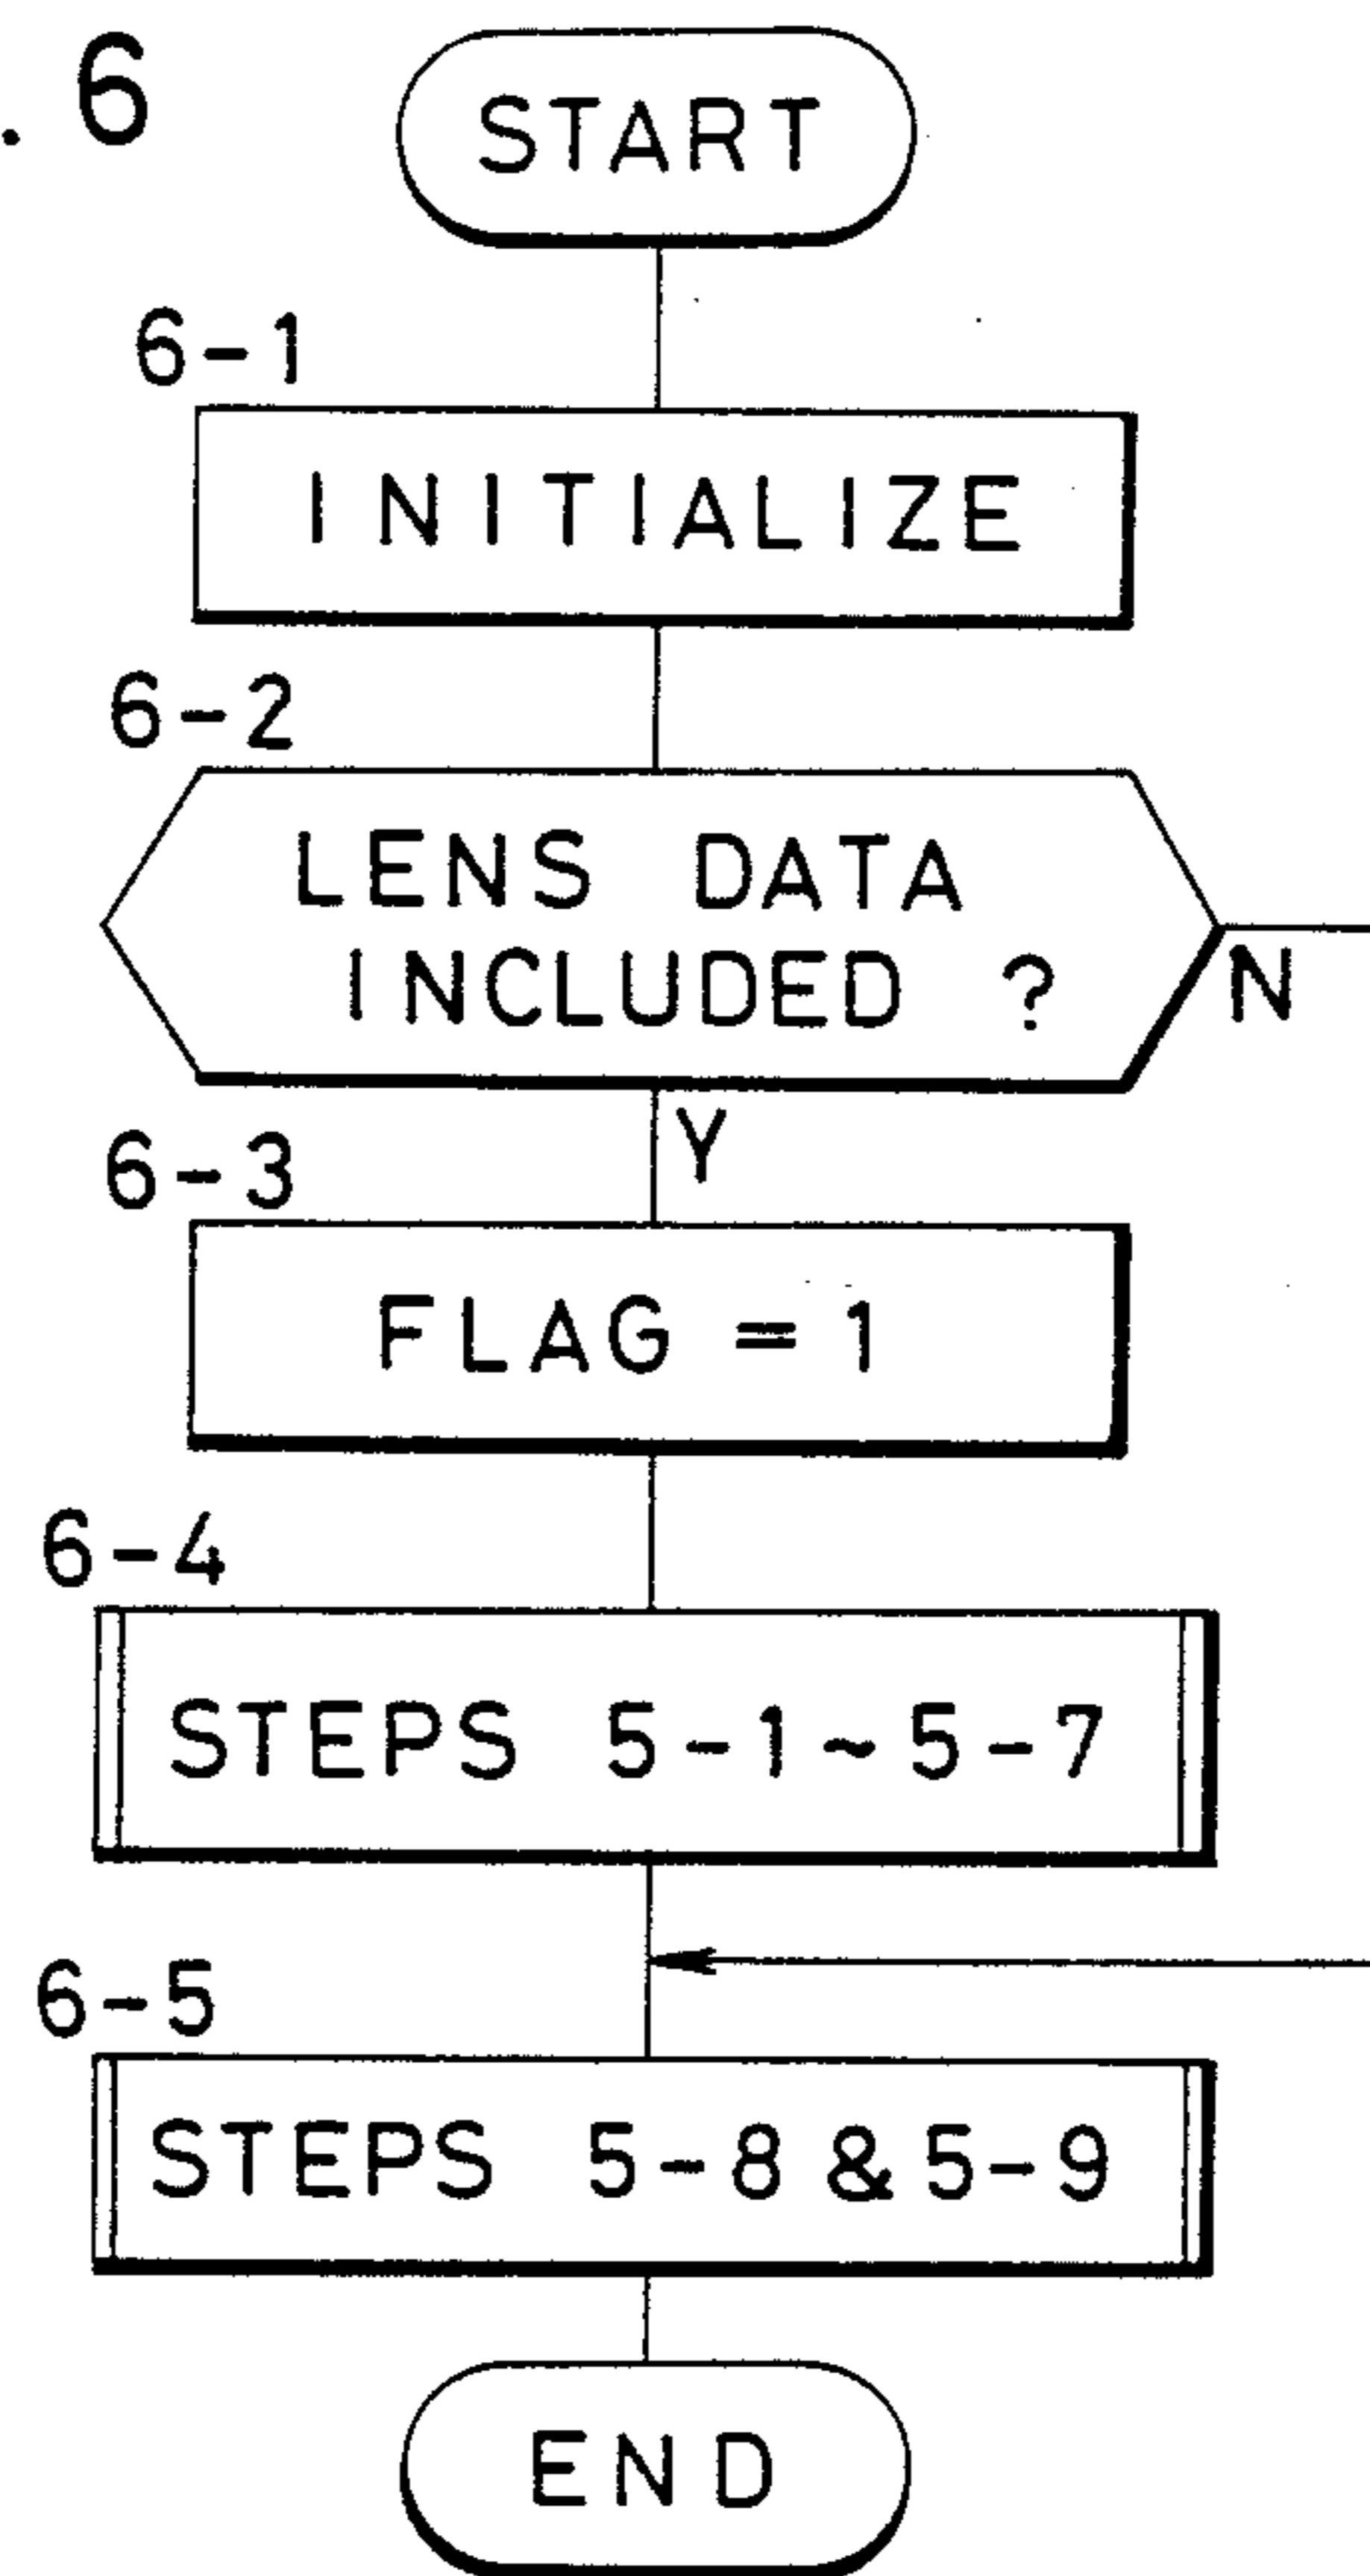 . 6
START
6-1
INITIALIZE
6-2
LENS DATA
INCLUDED ?
N
Y
6-3
FLAG = 1
6-4
STEPS 5-1~5-7
6-5
STEPS 5-8 & 5-9
END